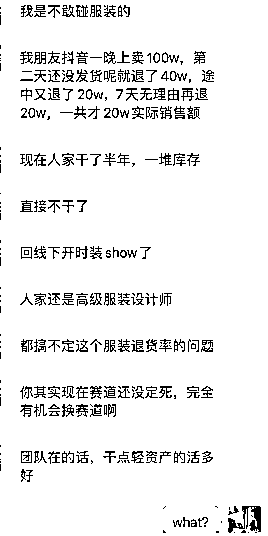 我是不敢碰服装的
我朋友抖音一晚上卖100w，第
二天还没发货呢就退了40w，途
中又退了20w，7天无理由再退
20w，一共才20w实际销售额
现在人家干了半年，一堆库存
直接不干了
回线下开时装show了
人家还是高级服装设计师
都搞不定这个服装退货率的问题
你其实现在赛道还没定死，完全
有机会换赛道啊
团队在的话，干点轻资产的活多
好
what?